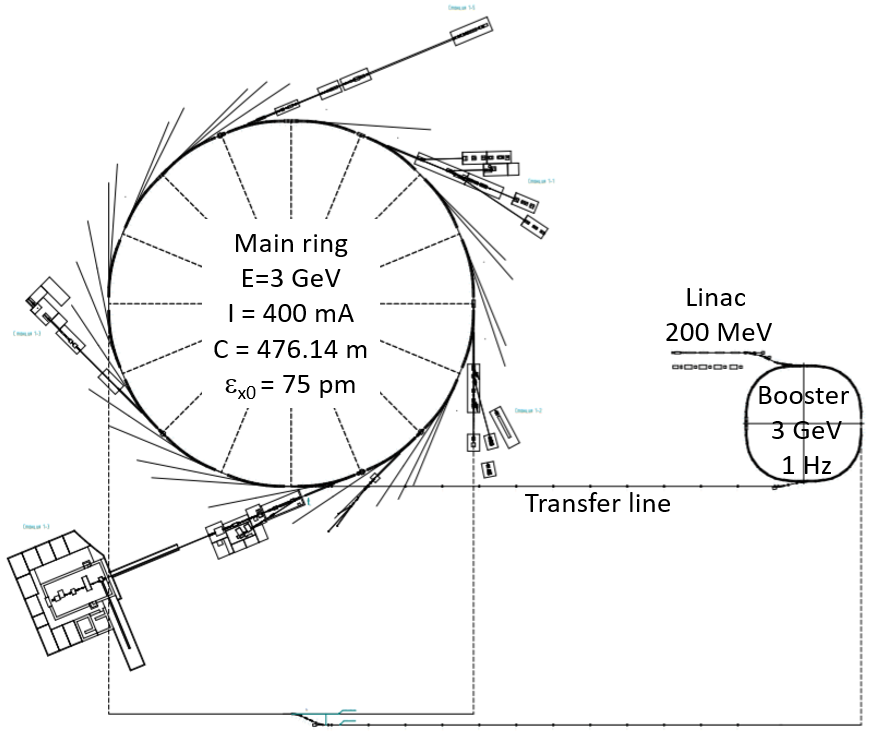 Main ring
E=3 GeV
I = 400 mA
C = 476.14 m
εx0 = 75 pm
Linac
200 MeV
Booster
3 GeV
1 Hz
Transfer line